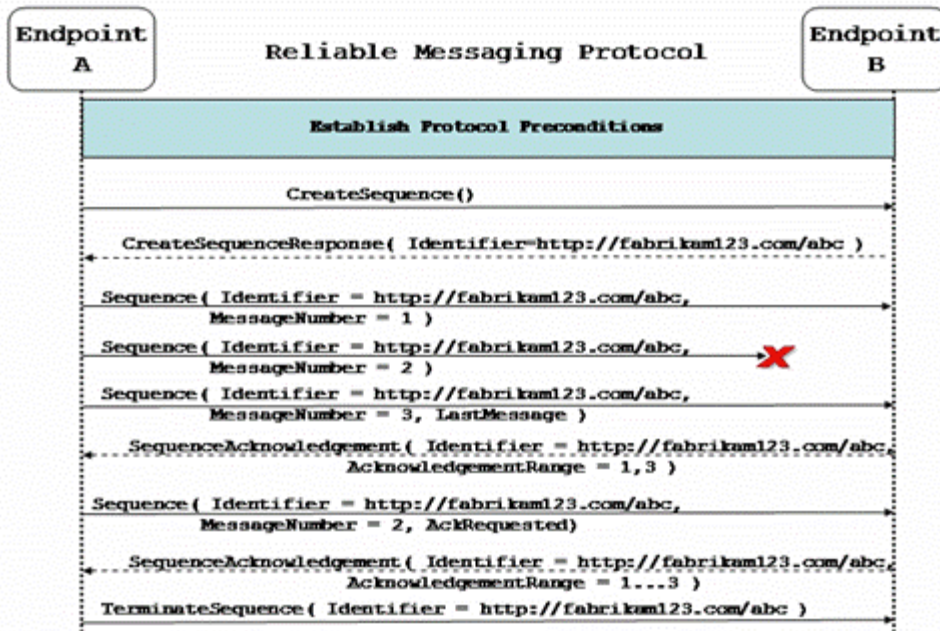 Endpoint
A
Reliable Messaging Protocol
Endpoint
B
Establish Protocol Preconditions
CreateSequence()
CreateSequenceResponse( Identifier=http://fabrikam123.com/abc )
Sequence( Identifier = http://fabrikam123.com/abc,
MessageNumber = 1 )
Sequence( Identifier = http://fabrikam123.com/abc,
MessageNumber = 2 )
Sequence( Identifier = http://fabrikam123.com/abc,
MessageNumber = 3, LastMessage )
SequenceAcknowledgement( Identifier = http://fabrikam123.com/abc,
AcknowledgementRange = 1,3 )
Sequence( Identifier = http://fabrikam123.com/abc,
MessageNumber = 2, AckRequested)
SequenceAcknowledgement( Identifier = http://fabrikam123.com/abc,
AcknowledgementRange = 1...3 )
TerminateSequence( Identifier = http://fabrikam123.com/abc )